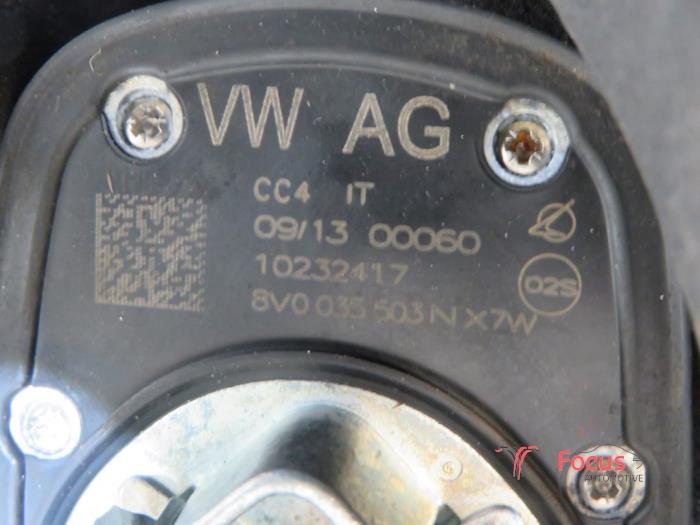 VW AG
CC4 IT
09/13 00060
10232417
02S
8V0 035 503 N X7W
Focus
AUTOMOTIVE